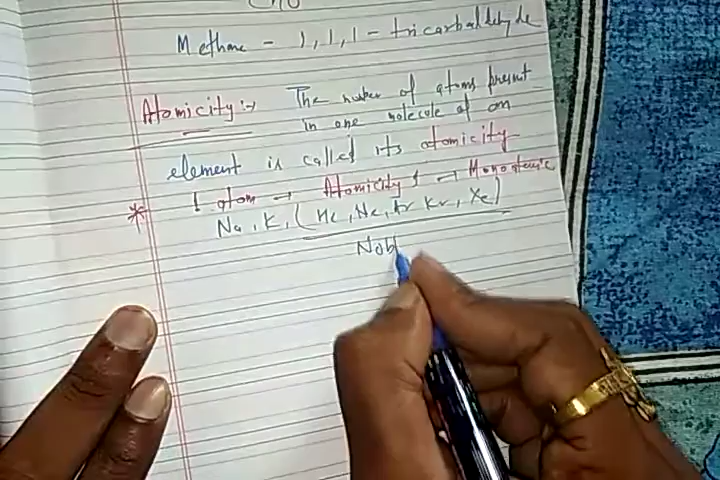 Methane - 1,1,1 - tricarbaldehyde
Atomicity :→ The number of atoms present
in one molecule of an
element is called its atomicity
* 1 atom → Atomicity 1 → Monoatomic
Na, K, (He, Ne, Ar, Kr, Xe)
Nobl